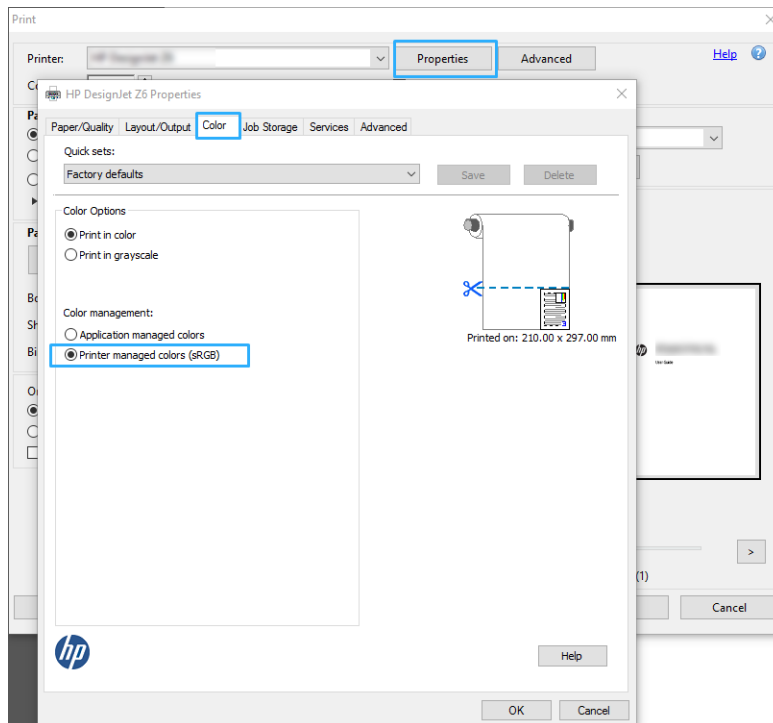 Print
Printer:
Properties
Advanced
Help
?
HP DesignJet Z6 Properties
Paper/Quality
Layout/Output
Color
Job Storage
Services
Advanced
Quick sets:
Factory defaults
Save
Delete
Color Options
Print in color
Print in grayscale
Color management:
Application managed colors
Printer managed colors (sRGB)
Printed on: 210.00 x 297.00 mm
hp
>
(1)
Cancel
hp
Help
OK
Cancel